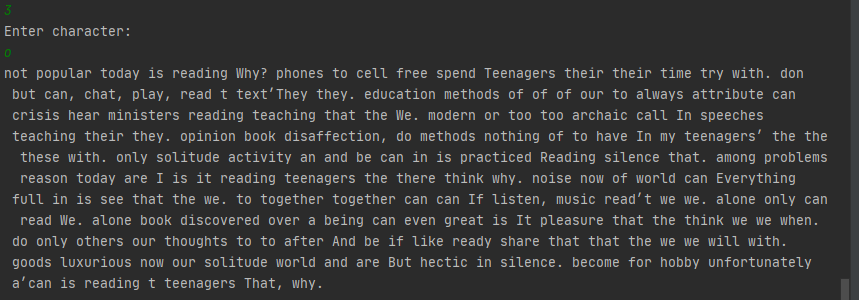 3
Enter character:
o
not popular today is reading Why? phones to cell free spend Teenagers their their time try with. don
but can, chat, play, read t text’They they. education methods of of of our to always attribute can
crisis hear ministers reading teaching that the We. modern or too too archaic call In speeches
teaching their they. opinion book disaffection, do methods nothing of to have In my teenagers’ the the
these with. only solitude activity an and be can in is practiced Reading silence that. among problems
reason today are I is it reading teenagers the there think why. noise now of world can Everything
full in is see that the we. to together together can can If listen, music read’t we we. alone only can
read We. alone book discovered over a being can even great is It pleasure that the think we we when.
do only others our thoughts to to after And be if like ready share that that the we we will with.
goods luxurious now our solitude world and are But hectic in silence. become for hobby unfortunately
a’can is reading t teenagers That, why.